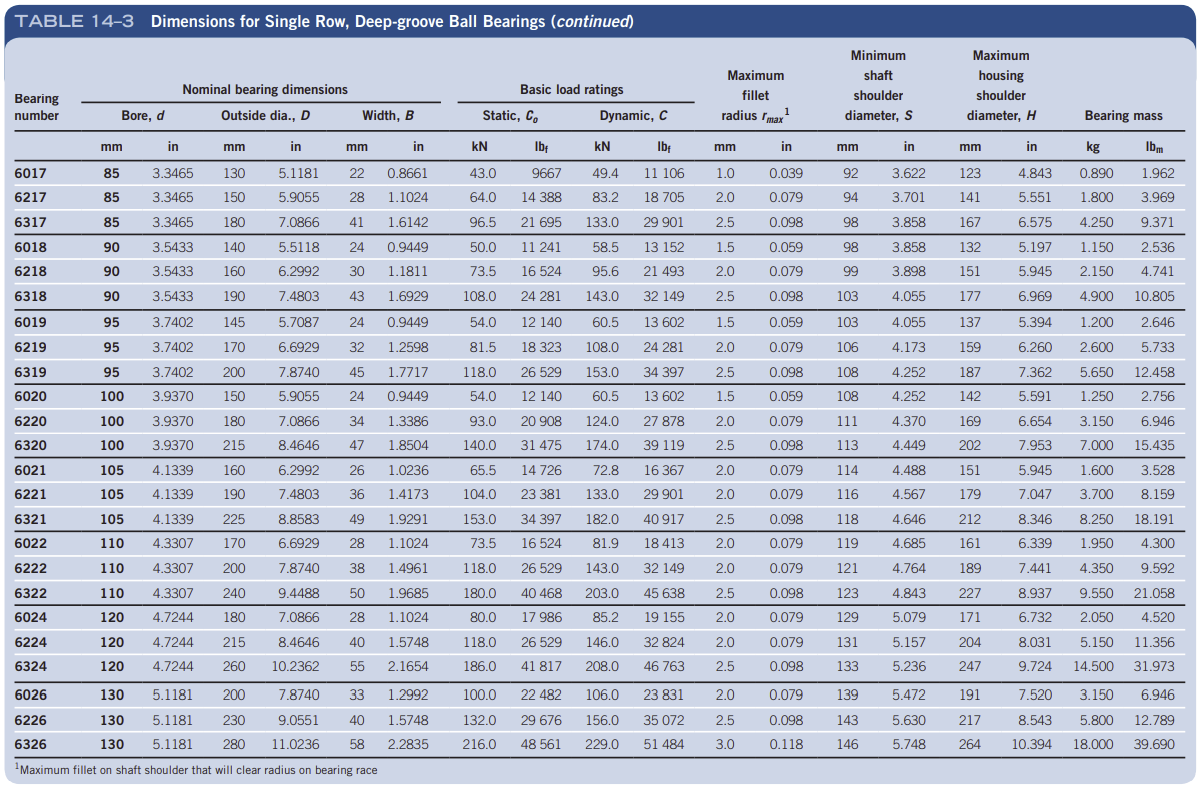 TABLE 14–3 Dimensions for Single Row, Deep-groove Ball Bearings (continued)
Minimum Maximum
Maximum shaft housing
Nominal bearing dimensions Basic load ratings fillet shoulder shoulder
Bearing number Bore, d Outside dia., D Width, B Static, Co Dynamic, C radius rmax1 diameter, S diameter, H Bearing mass
mm in mm in mm in kN lbf kN lbf mm in mm in mm in kg lbm
6017 85 3.3465 130 5.1181 22 0.8661 43.0 9667 49.4 11 106 1.0 0.039 92 3.622 123 4.843 0.890 1.962
6217 85 3.3465 150 5.9055 28 1.1024 64.0 14 388 83.2 18 705 2.0 0.079 94 3.701 141 5.551 1.800 3.969
6317 85 3.3465 180 7.0866 41 1.6142 96.5 21 695 133.0 29 901 2.5 0.098 98 3.858 167 6.575 4.250 9.371
6018 90 3.5433 140 5.5118 24 0.9449 50.0 11 241 58.5 13 152 1.5 0.059 98 3.858 132 5.197 1.150 2.536
6218 90 3.5433 160 6.2992 30 1.1811 73.5 16 524 95.6 21 493 2.0 0.079 99 3.898 151 5.945 2.150 4.741
6318 90 3.5433 190 7.4803 43 1.6929 108.0 24 281 143.0 32 149 2.5 0.098 103 4.055 177 6.969 4.900 10.805
6019 95 3.7402 145 5.7087 24 0.9449 54.0 12 140 60.5 13 602 1.5 0.059 103 4.055 137 5.394 1.200 2.646
6219 95 3.7402 170 6.6929 32 1.2598 81.5 18 323 108.0 24 281 2.0 0.079 106 4.173 159 6.260 2.600 5.733
6319 95 3.7402 200 7.8740 45 1.7717 118.0 26 529 153.0 34 397 2.5 0.098 108 4.252 187 7.362 5.650 12.458
6020 100 3.9370 150 5.9055 24 0.9449 54.0 12 140 60.5 13 602 1.5 0.059 108 4.252 142 5.591 1.250 2.756
6220 100 3.9370 180 7.0866 34 1.3386 93.0 20 908 124.0 27 878 2.0 0.079 111 4.370 169 6.654 3.150 6.946
6320 100 3.9370 215 8.4646 47 1.8504 140.0 31 475 174.0 39 119 2.5 0.098 113 4.449 202 7.953 7.000 15.435
6021 105 4.1339 160 6.2992 26 1.0236 65.5 14 726 72.8 16 367 2.0 0.079 114 4.488 151 5.945 1.600 3.528
6221 105 4.1339 190 7.4803 36 1.4173 104.0 23 381 133.0 29 901 2.0 0.079 116 4.567 179 7.047 3.700 8.159
6321 105 4.1339 225 8.8583 49 1.9291 153.0 34 397 182.0 40 917 2.5 0.098 118 4.646 212 8.346 8.250 18.191
6022 110 4.3307 170 6.6929 28 1.1024 73.5 16 524 81.9 18 413 2.0 0.079 119 4.685 161 6.339 1.950 4.300
6222 110 4.3307 200 7.8740 38 1.4961 118.0 26 529 143.0 32 149 2.0 0.079 121 4.764 189 7.441 4.350 9.592
6322 110 4.3307 240 9.4488 50 1.9685 180.0 40 468 203.0 45 638 2.5 0.098 123 4.843 227 8.937 9.550 21.058
6024 120 4.7244 180 7.0866 28 1.1024 80.0 17 986 85.2 19 155 2.0 0.079 129 5.079 171 6.732 2.050 4.520
6224 120 4.7244 215 8.4646 40 1.5748 118.0 26 529 146.0 32 824 2.0 0.079 131 5.157 204 8.031 5.150 11.356
6324 120 4.7244 260 10.2362 55 2.1654 186.0 41 817 208.0 46 763 2.5 0.098 133 5.236 247 9.724 14.500 31.973
6026 130 5.1181 200 7.8740 33 1.2992 100.0 22 482 106.0 23 831 2.0 0.079 139 5.472 191 7.520 3.150 6.946
6226 130 5.1181 230 9.0551 40 1.5748 132.0 29 676 156.0 35 072 2.5 0.098 143 5.630 217 8.543 5.800 12.789
6326 130 5.1181 280 11.0236 58 2.2835 216.0 48 561 229.0 51 484 3.0 0.118 146 5.748 264 10.394 18.000 39.690
1Maximum fillet on shaft shoulder that will clear radius on bearing race